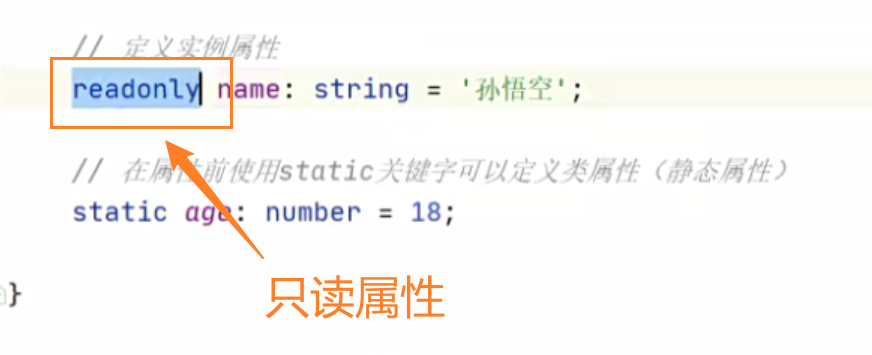 // 定义实例属性
readonly name: string = '孙悟空';
// 在属性前使用static关键字可以定义类属性（静态属性）
static age: number = 18;
}
只读属性